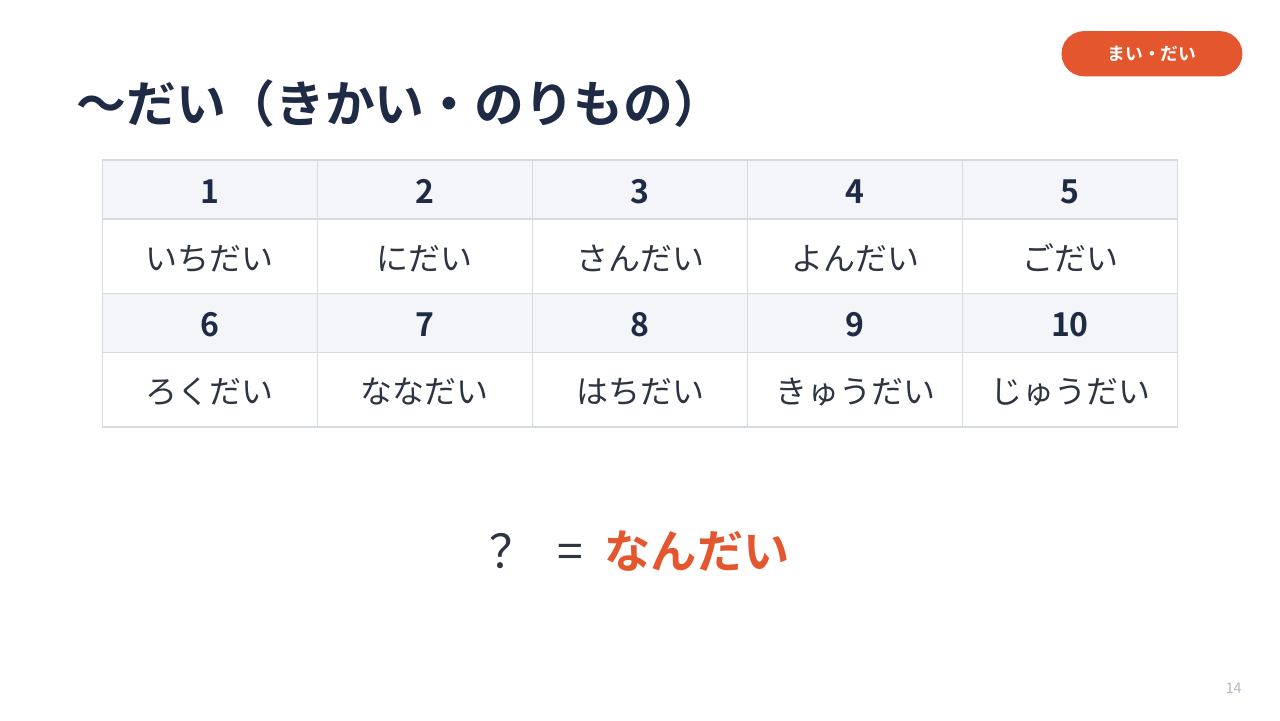 まい・だい
～だい（きかい・のりもの）
1 2 3 4 5
いちだい にだい さんだい よんだい ごだい
6 7 8 9 10
ろくだい ななだい はちだい きゅうだい じゅうだい
？ = なんだい
14